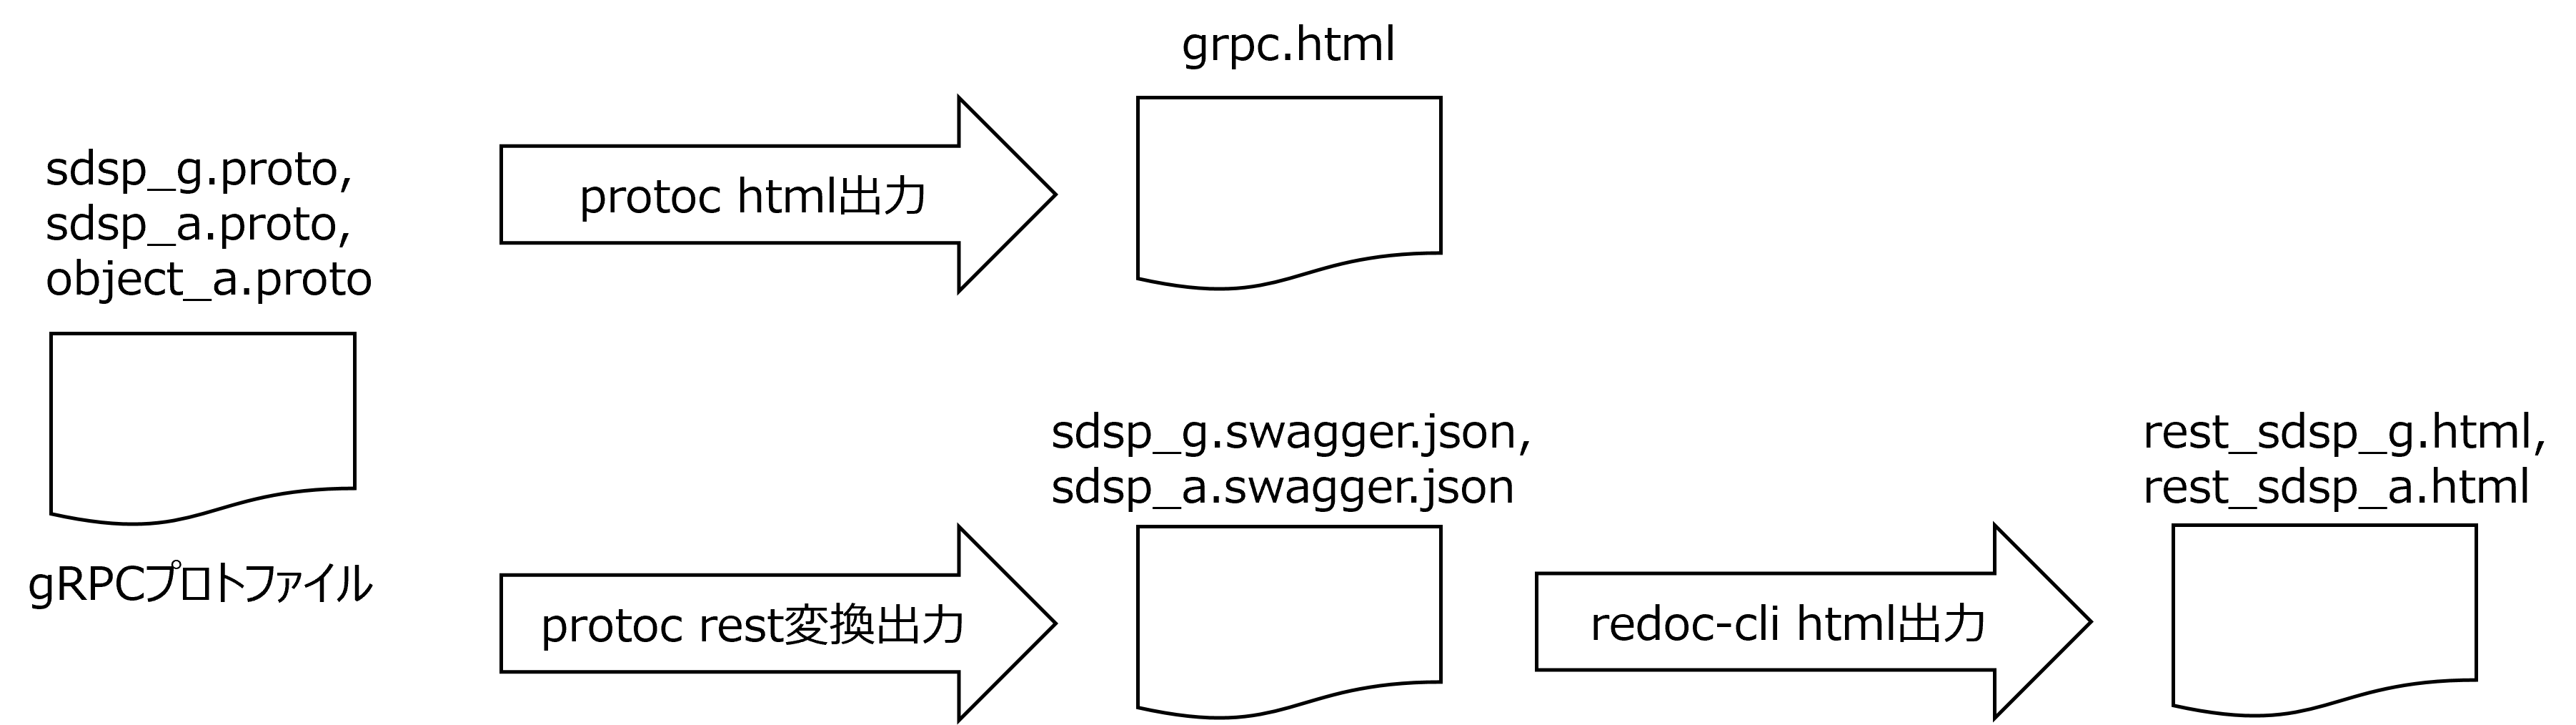 grpc.html
sdsp_g.proto,
sdsp_a.proto,
object_a.proto
protoc html出力
gRPCプロトファイル
protoc rest変換出力
sdsp_g.swagger.json,
sdsp_a.swagger.json
redoc-cli html出力
rest_sdsp_g.html,
rest_sdsp_a.html